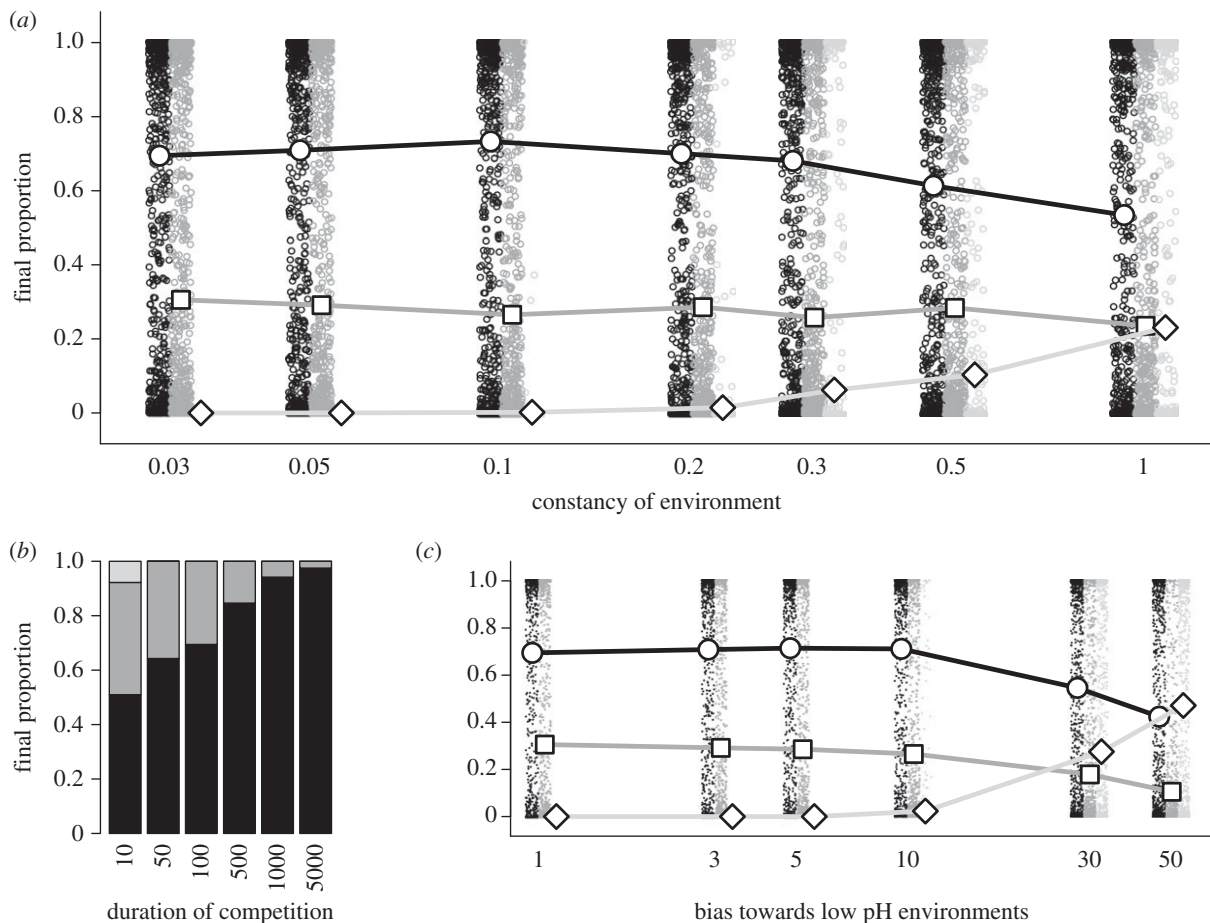 (a)
1.0
0.8
0.6
0.4
0.2
0
final proportion
0.03 0.05 0.1 0.2 0.3 0.5 1
constancy of environment
(b)
1.0
0.8
0.6
0.4
0.2
0
final proportion
10 50 100 500 1000 5000
duration of competition
(c)
1.0
0.8
0.6
0.4
0.2
0
1 3 5 10 30 50
bias towards low pH environments